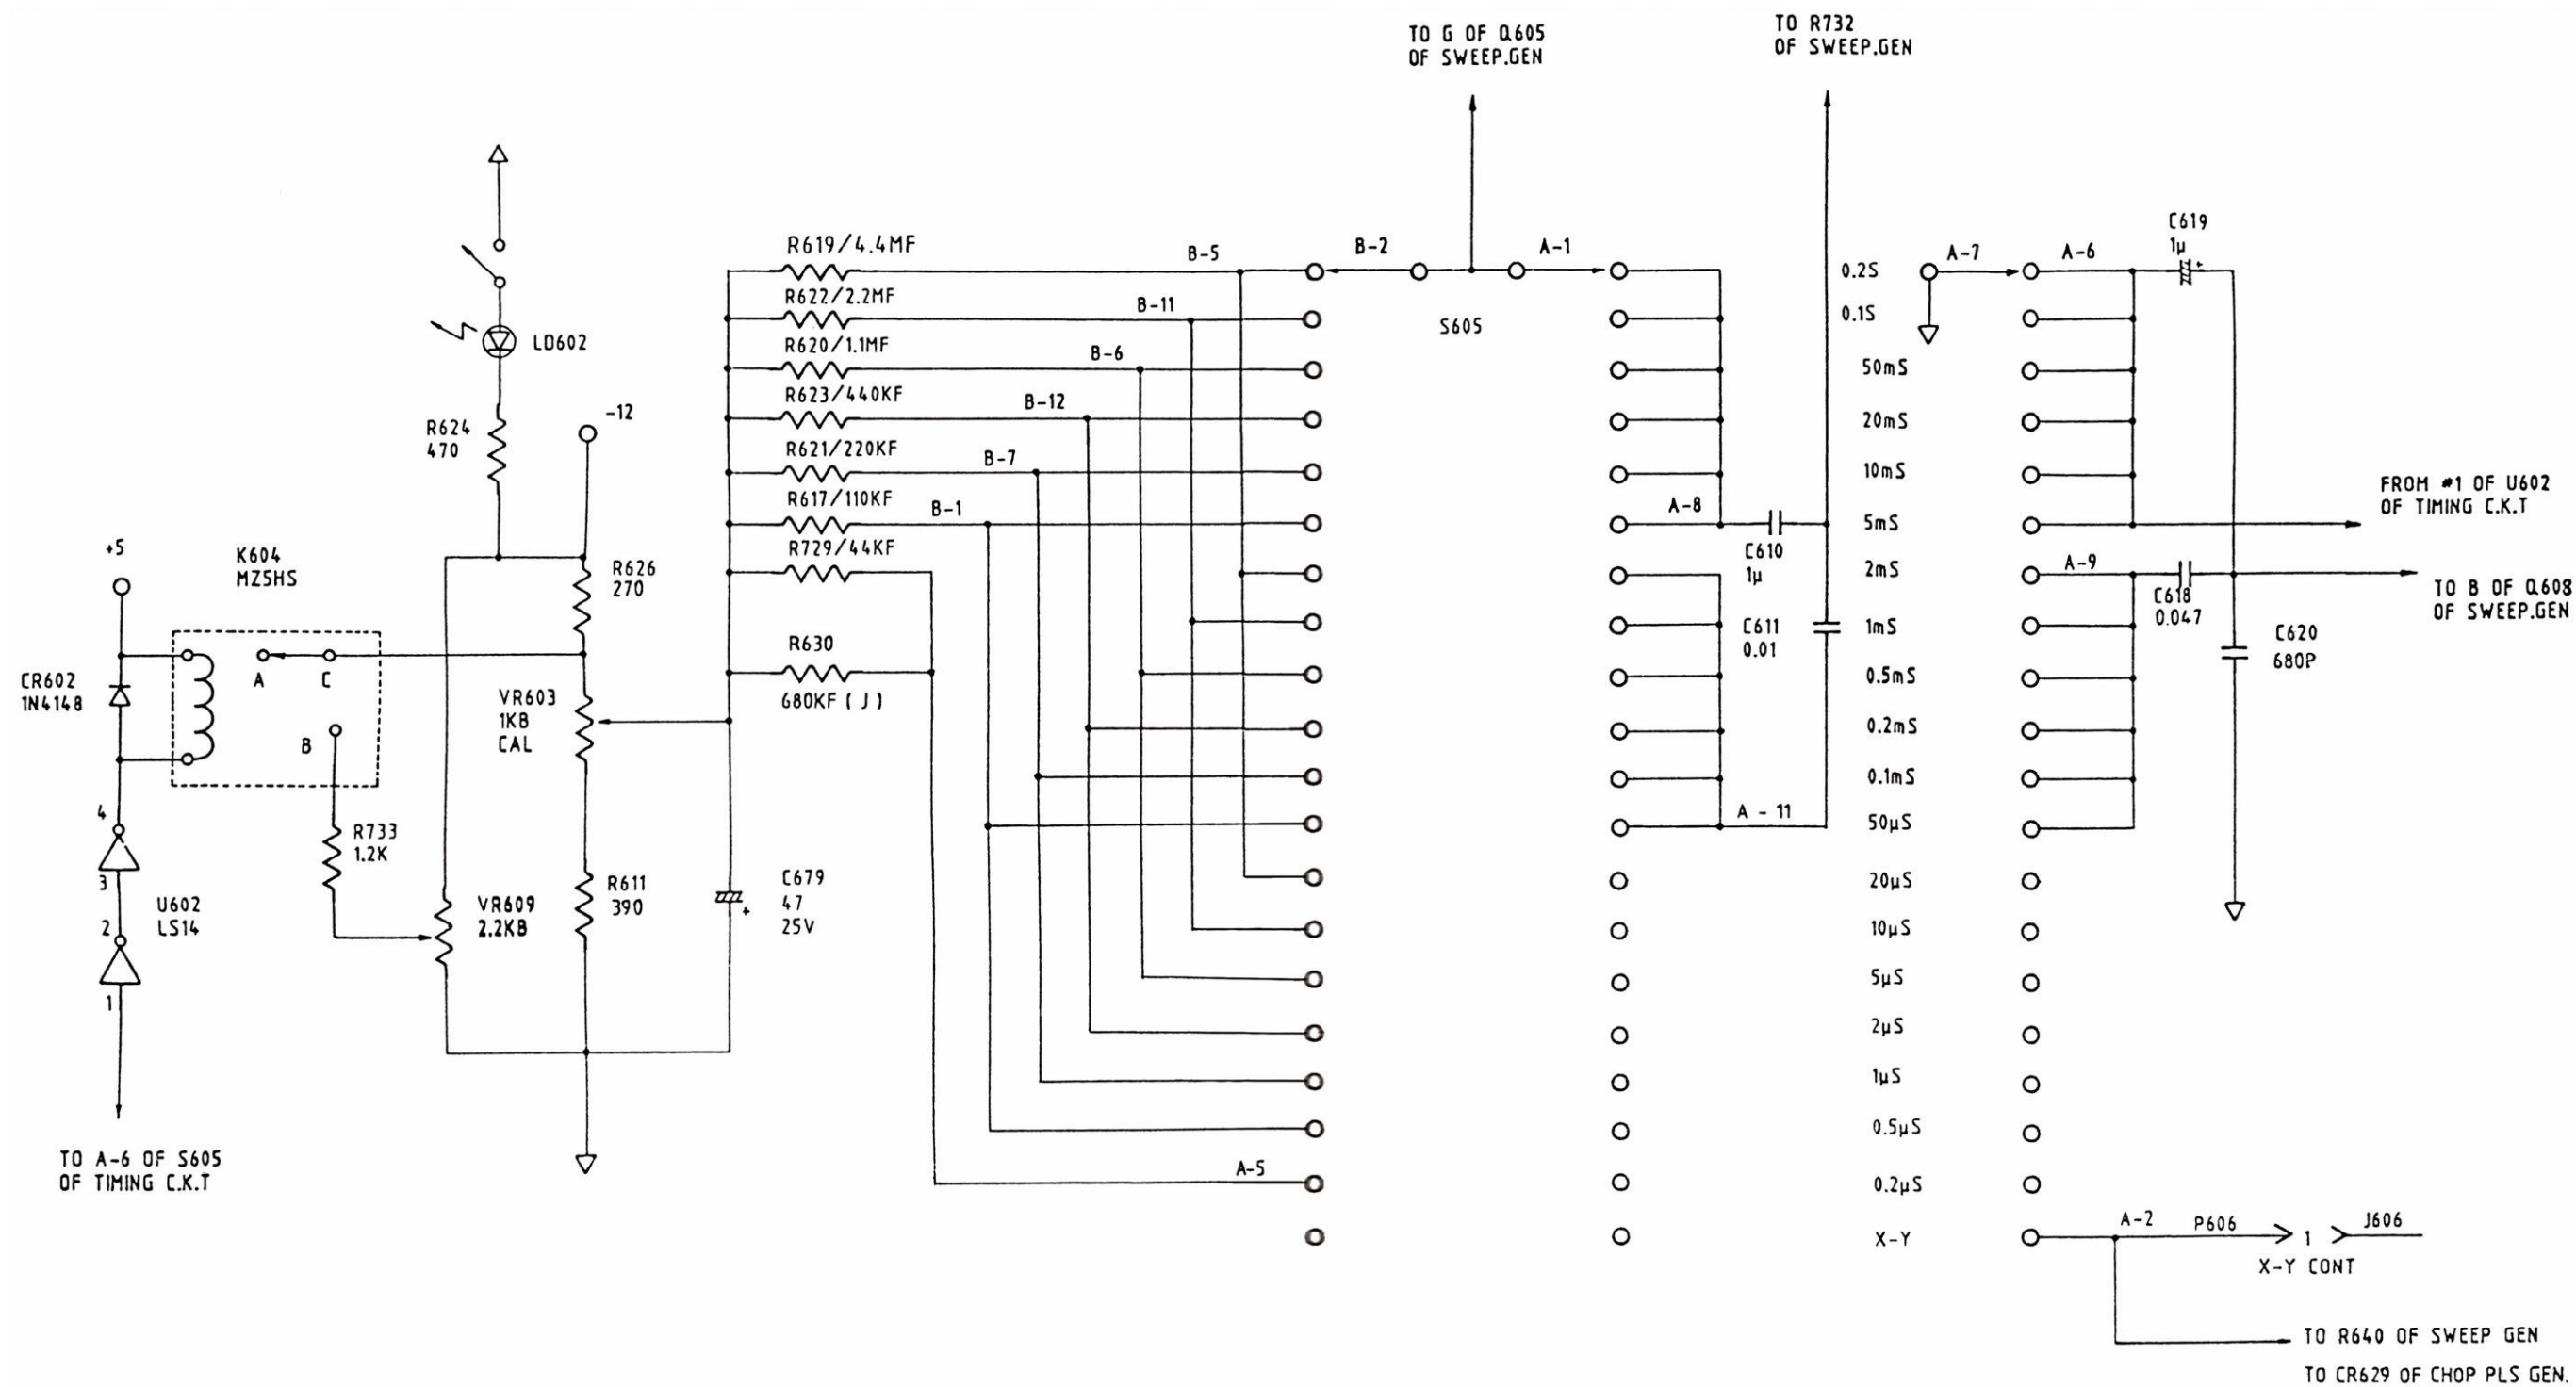 TO G OF Q605
OF SWEEP.GEN
TO R732
OF SWEEP.GEN
R619/4.4MF
B-5
B-2
A-1
0.2S
A-7
A-6
C619
1µ
+
R622/2.2MF
B-11
0.1S
S605
R620/1.1MF
B-6
50mS
LD602
R623/440KF
B-12
20mS
-12
R624
470
R621/220KF
B-7
10mS
R617/110KF
B-1
A-8
5mS
FROM #1 OF U602
OF TIMING C.K.T
+5
K604
MZ5HS
R626
270
R729/44KF
C610
1µ
2mS
A-9
C618
0.047
TO B OF Q608
OF SWEEP.GEN
C611
0.01
1mS
C620
680P
CR602
1N4148
A
C
B
VR603
1KB
CAL
R630
680KF(J)
0.5mS
0.2mS
0.1mS
A - 11
50µS
4
3
2
1
U602
LS14
R733
1.2K
VR609
2.2KB
R611
390
C679
47
25V
+
20µS
10µS
5µS
2µS
1µS
0.5µS
A-5
0.2µS
X-Y
TO A-6 OF S605
OF TIMING C.K.T
A-2
P606
1
J606
X-Y CONT
TO R640 OF SWEEP GEN
TO CR629 OF CHOP PLS GEN.